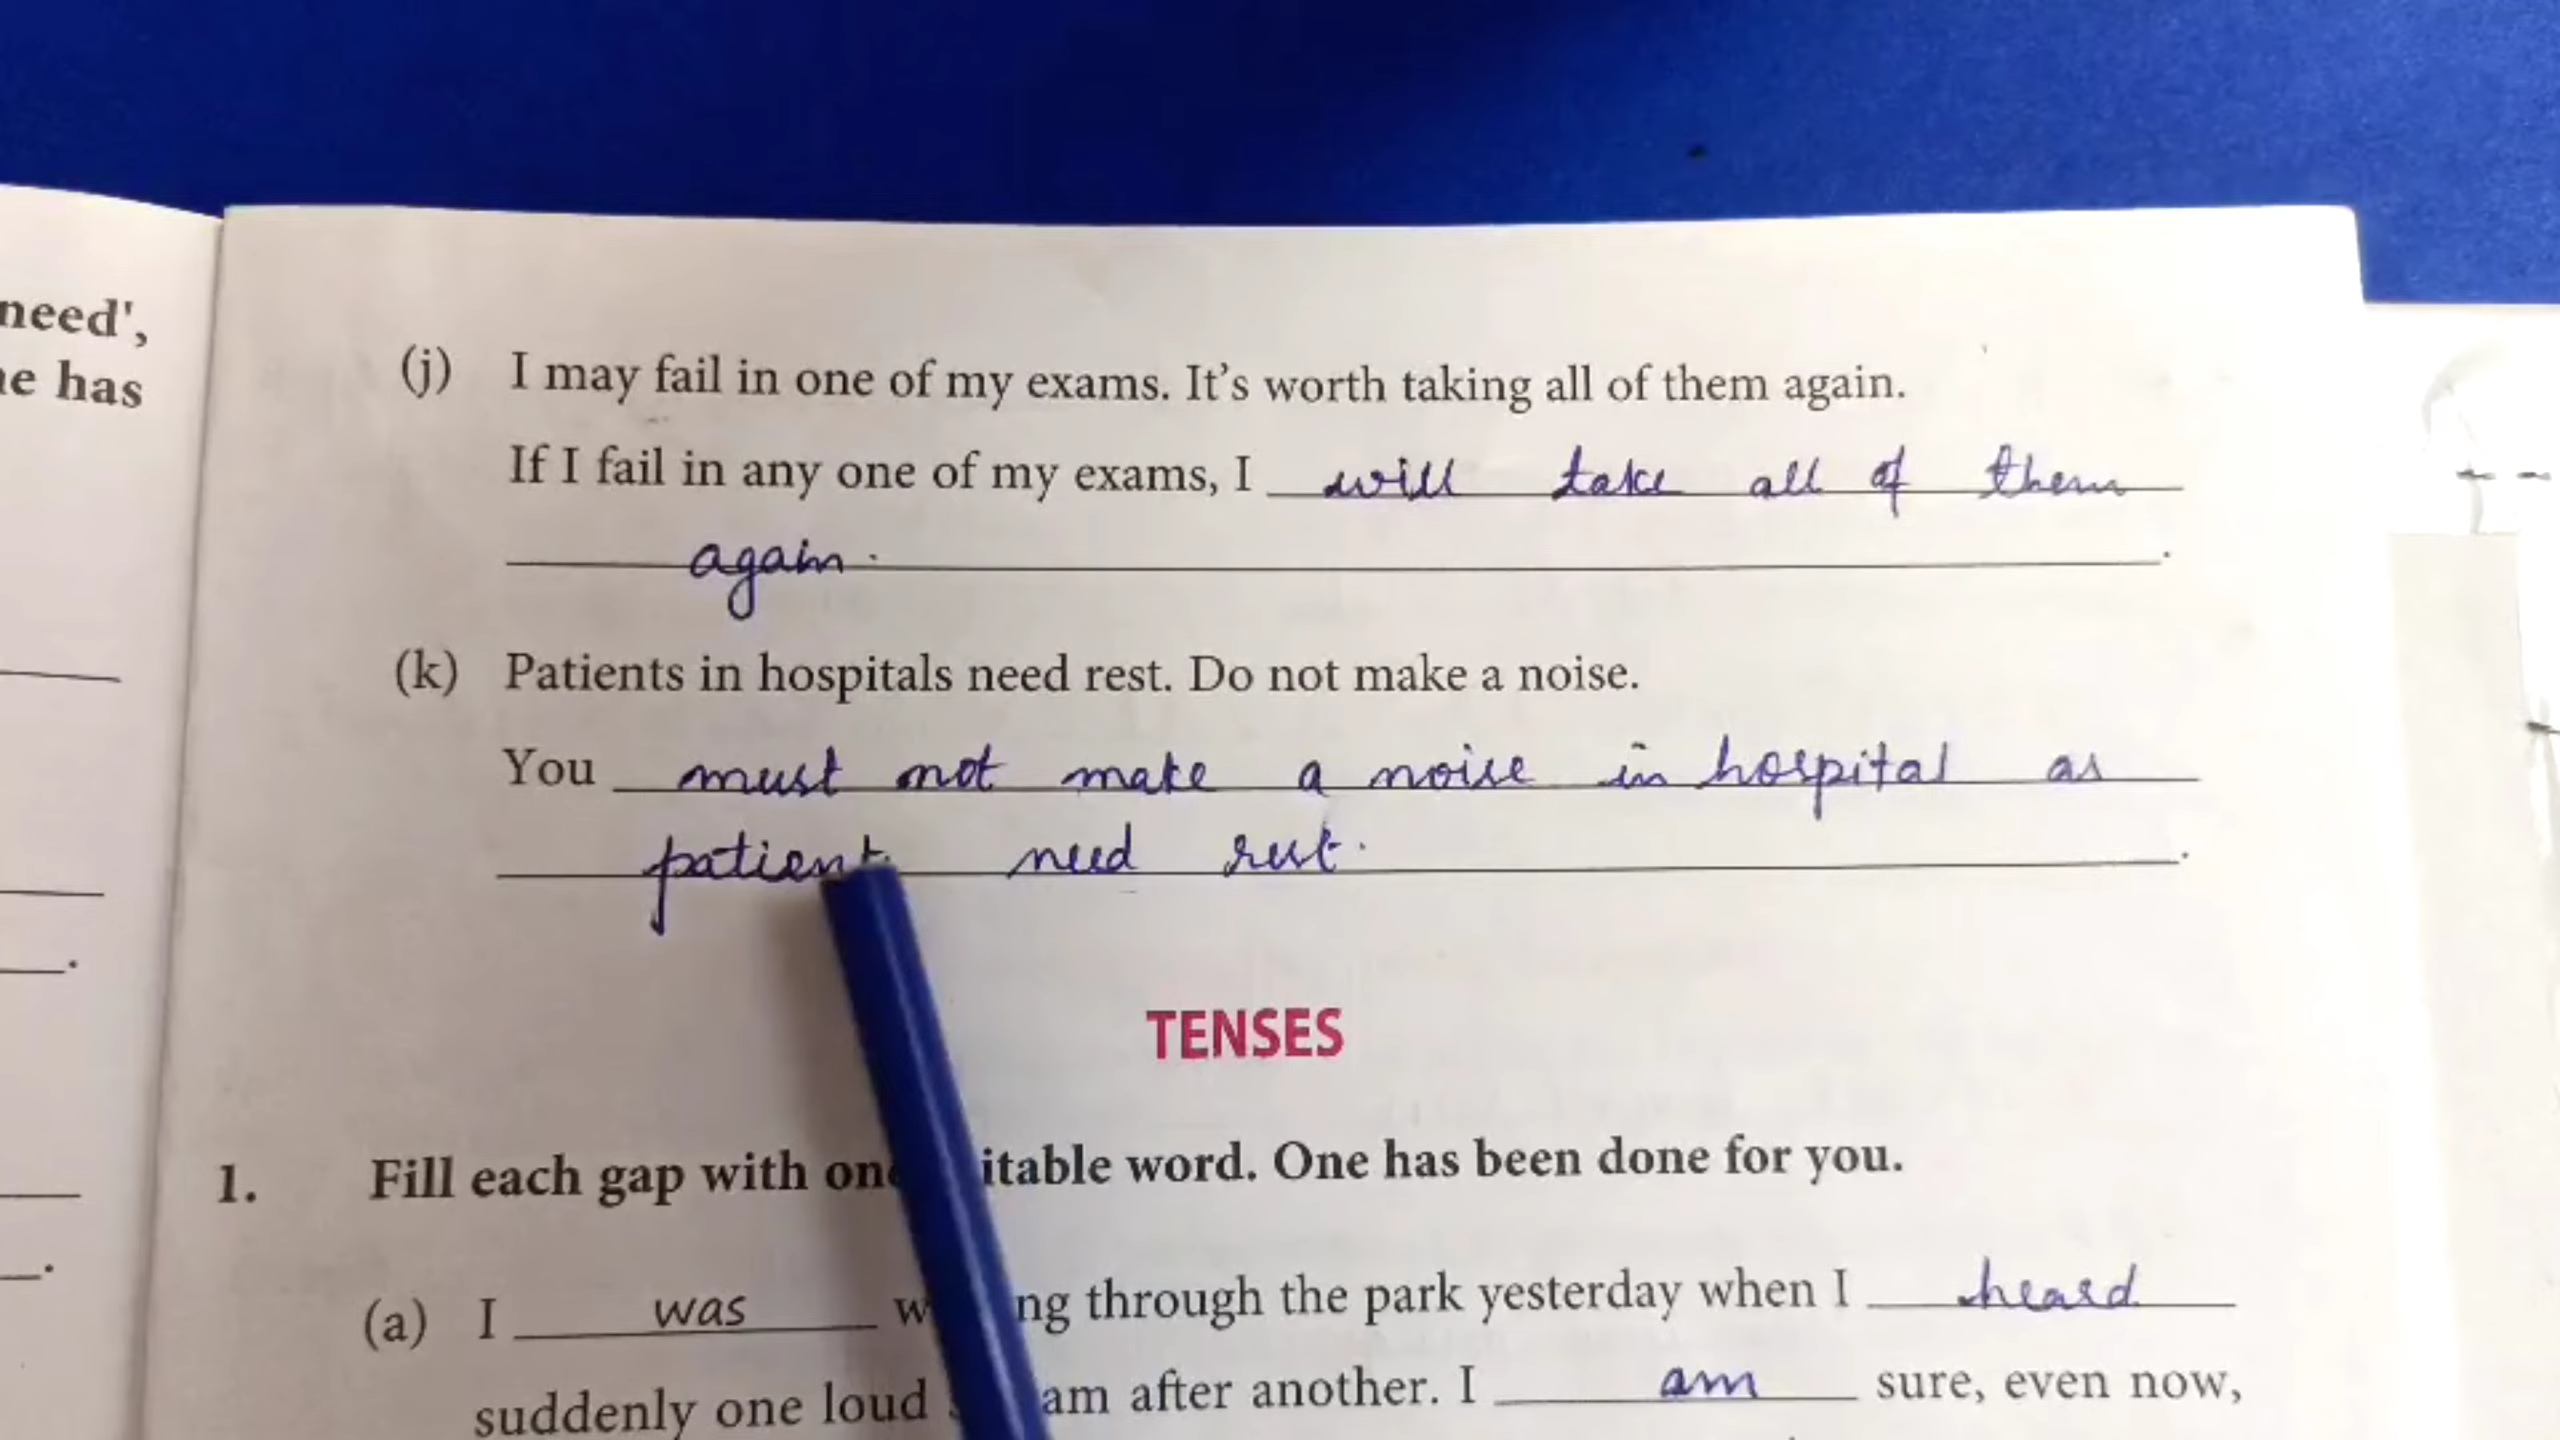 need',
he has
(j) I may fail in one of my exams. It's worth taking all of them again.
If I fail in any one of my exams, I will take all of them
again.
(k) Patients in hospitals need rest. Do not make a noise.
You must not make a noise in hospital as
patient need rest.
TENSES
1. Fill each gap with one itable word. One has been done for you.
(a) I was w ng through the park yesterday when I heard
suddenly one loud am after another. I am sure, even now,